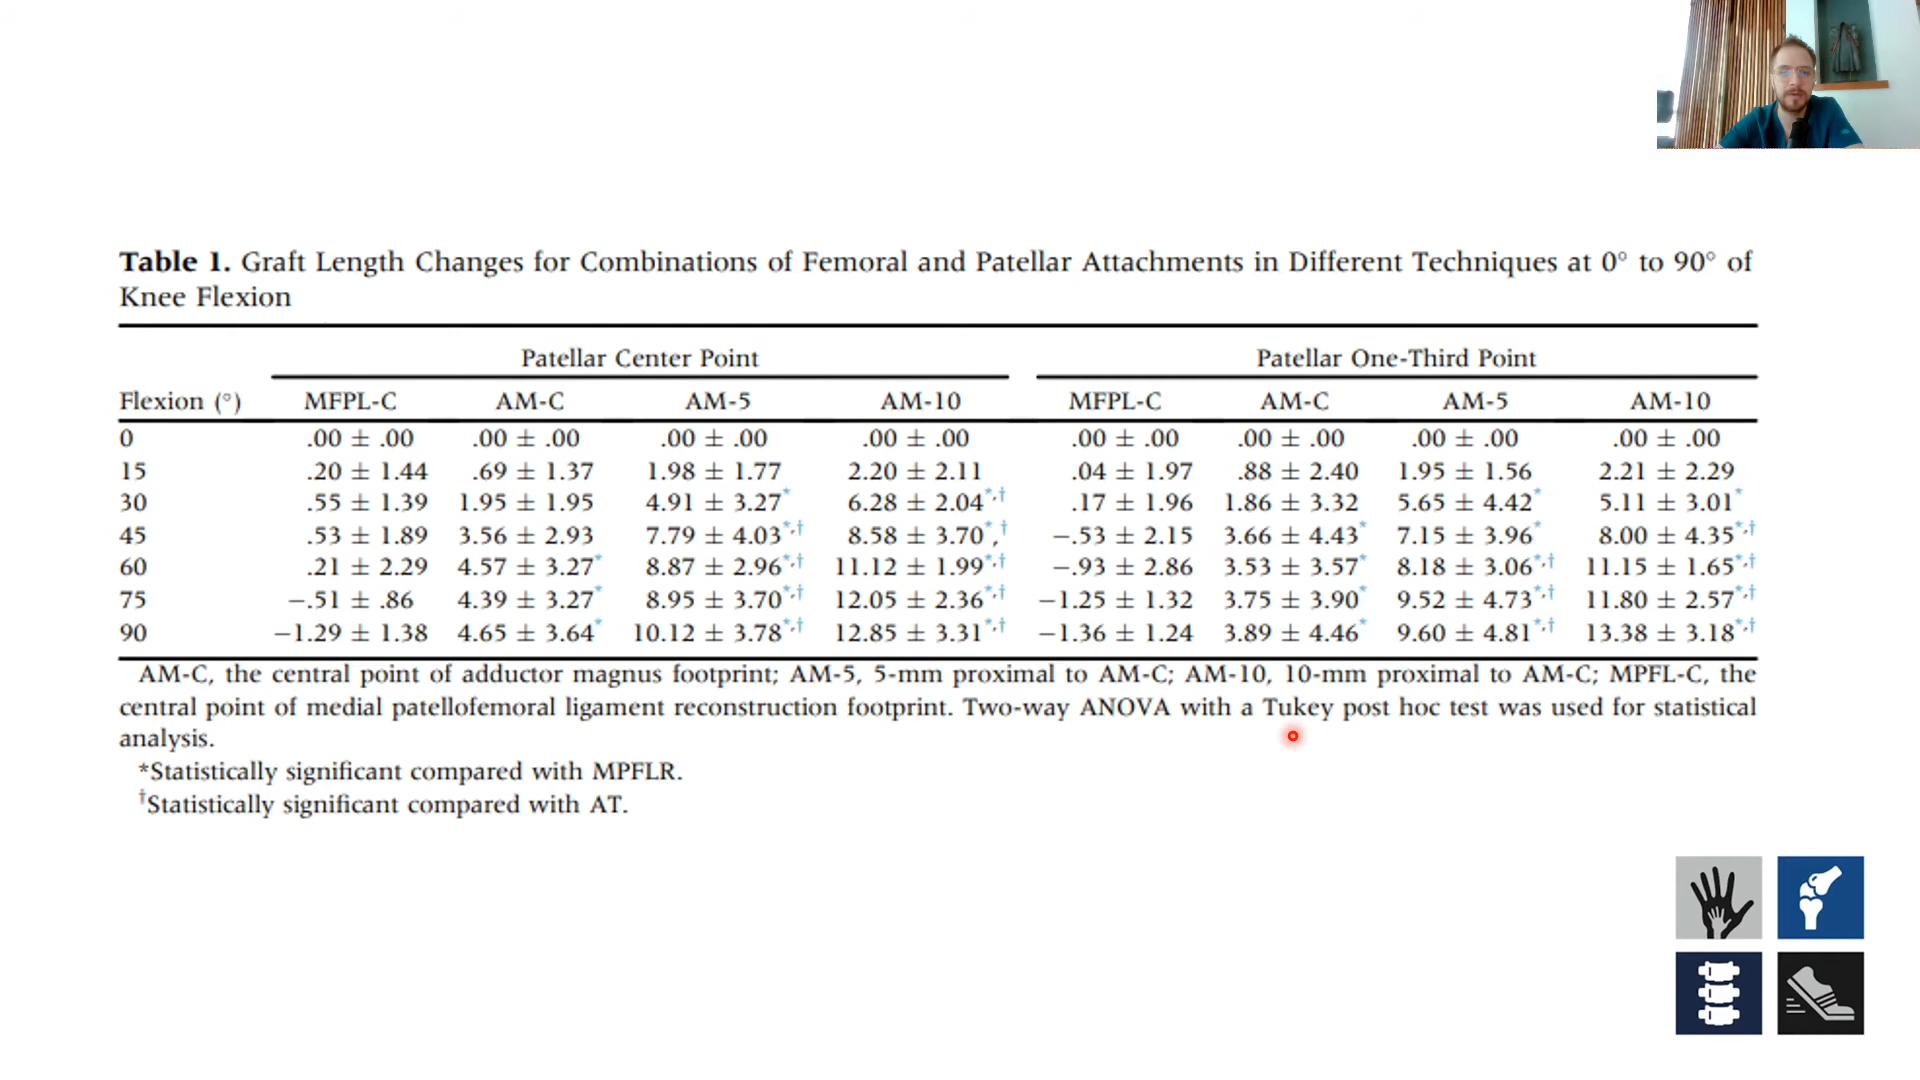 Table 1. Graft Length Changes for Combinations of Femoral and Patellar Attachments in Different Techniques at 0° to 90° of
Knee Flexion
Patellar Center Point Patellar One-Third Point
Flexion (°) MFPL-C AM-C AM-5 AM-10 MFPL-C AM-C AM-5 AM-10
0 .00 ± .00 .00 ± .00 .00 ± .00 .00 ± .00 .00 ± .00 .00 ± .00 .00 ± .00 .00 ± .00
15 .20 ± 1.44 .69 ± 1.37 1.98 ± 1.77 2.20 ± 2.11 .04 ± 1.97 .88 ± 2.40 1.95 ± 1.56 2.21 ± 2.29
30 .55 ± 1.39 1.95 ± 1.95 4.91 ± 3.27* 6.28 ± 2.04*,† .17 ± 1.96 1.86 ± 3.32 5.65 ± 4.42* 5.11 ± 3.01*
45 .53 ± 1.89 3.56 ± 2.93 7.79 ± 4.03*,† 8.58 ± 3.70*,† −.53 ± 2.15 3.66 ± 4.43* 7.15 ± 3.96* 8.00 ± 4.35*,†
60 .21 ± 2.29 4.57 ± 3.27* 8.87 ± 2.96*,† 11.12 ± 1.99*,† −.93 ± 2.86 3.53 ± 3.57* 8.18 ± 3.06*,† 11.15 ± 1.65*,†
75 −.51 ± .86 4.39 ± 3.27* 8.95 ± 3.70*,† 12.05 ± 2.36*,† −1.25 ± 1.32 3.75 ± 3.90* 9.52 ± 4.73*,† 11.80 ± 2.57*,†
90 −1.29 ± 1.38 4.65 ± 3.64* 10.12 ± 3.78*,† 12.85 ± 3.31*,† −1.36 ± 1.24 3.89 ± 4.46* 9.60 ± 4.81*,† 13.38 ± 3.18*,†
AM-C, the central point of adductor magnus footprint; AM-5, 5-mm proximal to AM-C; AM-10, 10-mm proximal to AM-C; MPFL-C, the
central point of medial patellofemoral ligament reconstruction footprint. Two-way ANOVA with a Tukey post hoc test was used for statistical
analysis.
*Statistically significant compared with MPFLR.
†Statistically significant compared with AT.